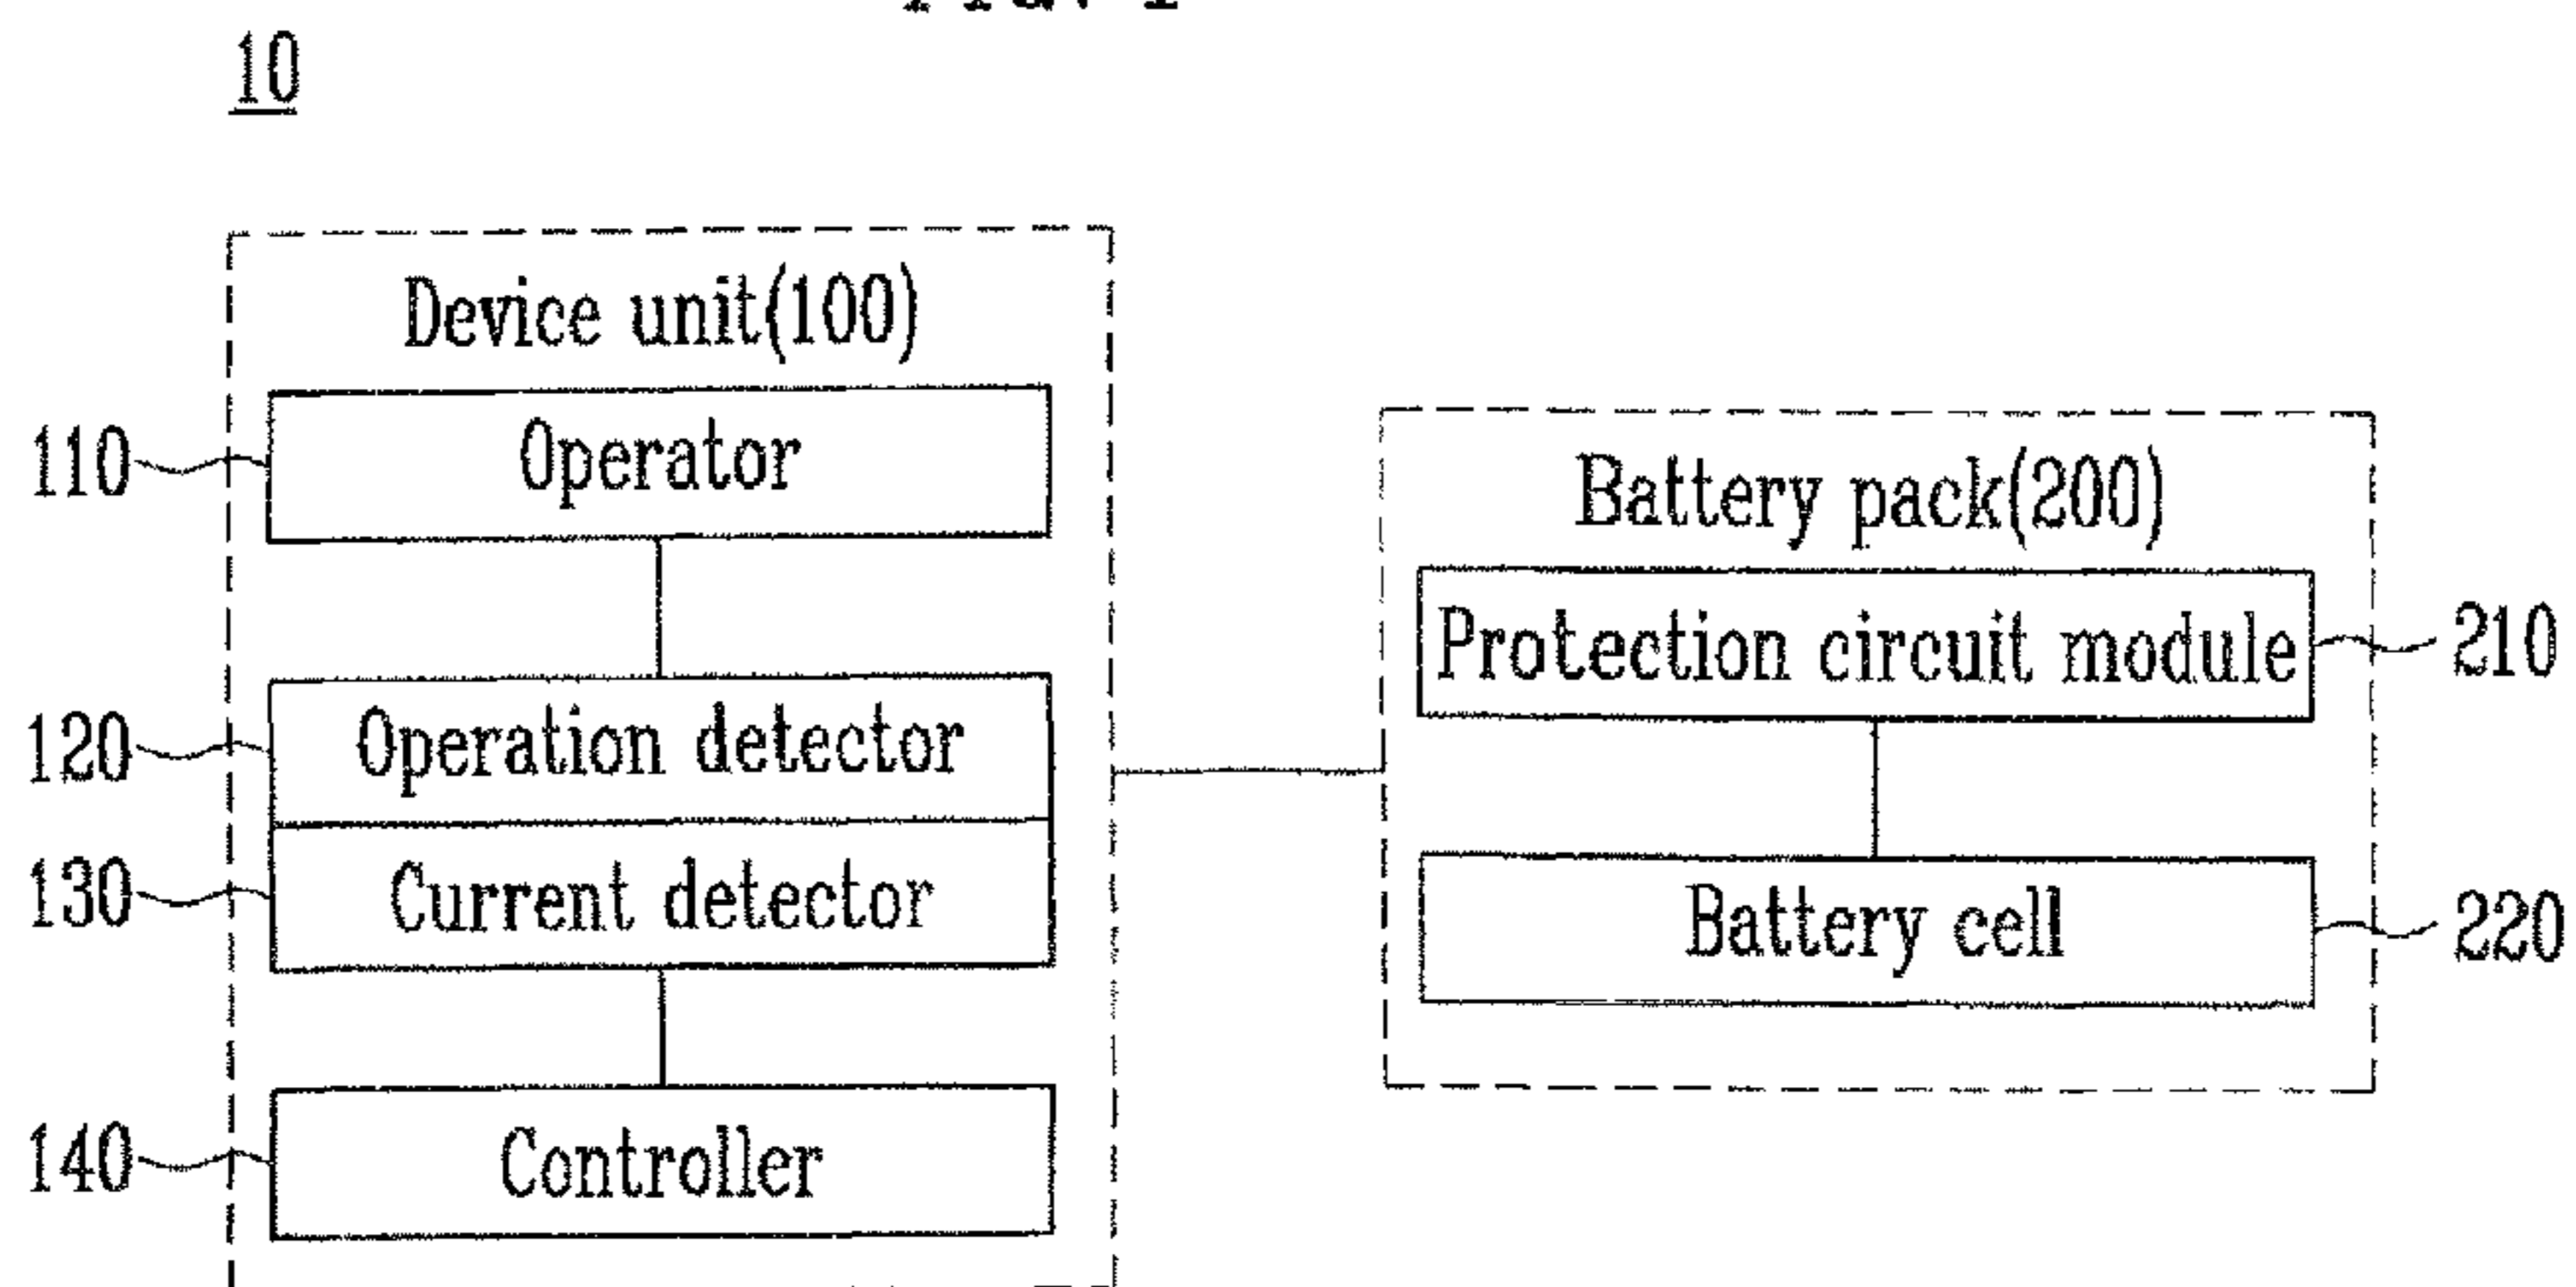 10
Device unit(100)
110
Operator
120
Operation detector
130
Current detector
140
Controller
Battery pack(200)
Protection circuit module
210
Battery cell
220